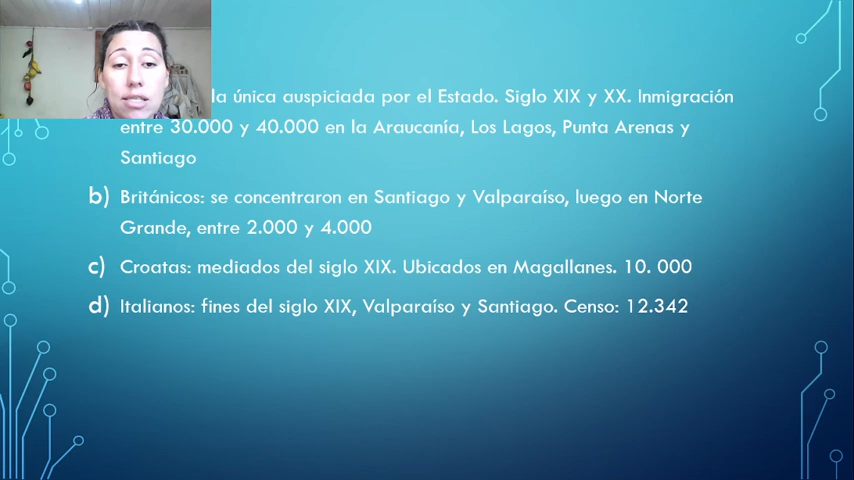 la única auspiciada por el Estado. Siglo XIX y XX. Inmigración
entre 30.000 y 40.000 en la Araucanía, Los Lagos, Punta Arenas y
Santiago
b) Británicos: se concentraron en Santiago y Valparaíso, luego en Norte
Grande, entre 2.000 y 4.000
c) Croatas: mediados del siglo XIX. Ubicados en Magallanes. 10. 000
d) Italianos: fines del siglo XIX, Valparaíso y Santiago. Censo: 12.342